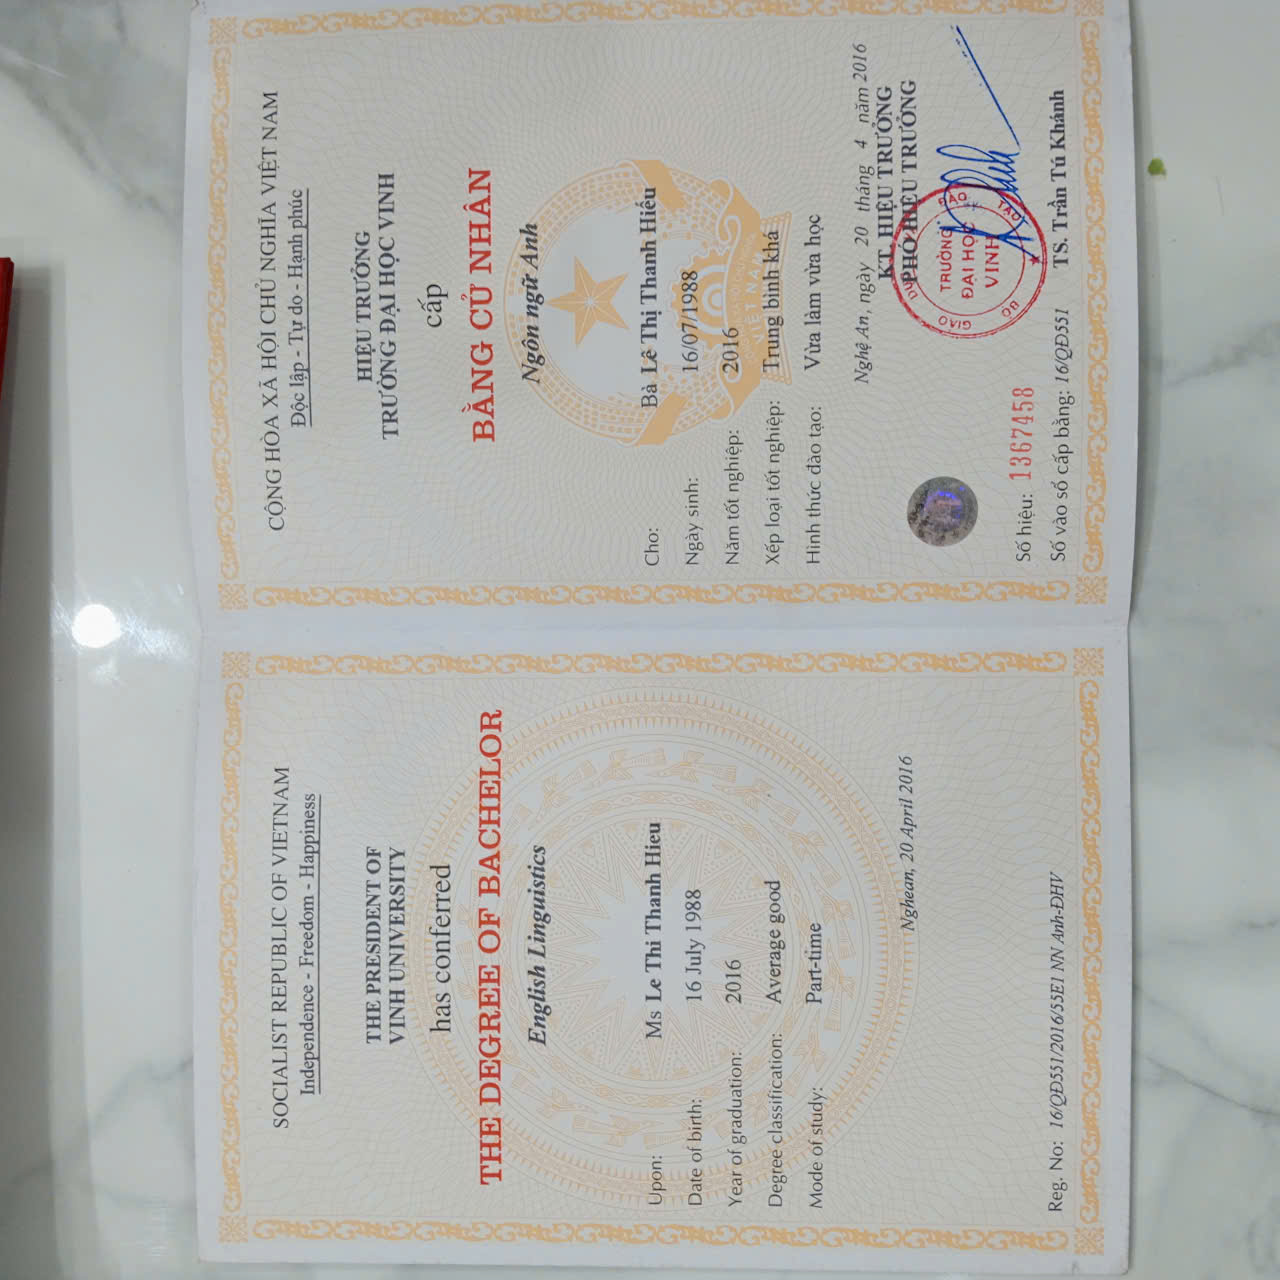 SOCIALIST REPUBLIC OF VIETNAM
Independence - Freedom - Happiness
THE PRESIDENT OF
VINH UNIVERSITY
has conferred
THE DEGREE OF BACHELOR
English Linguistics
Upon: Ms Le Thi Thanh Hieu
Date of birth: 16 July 1988
Year of graduation: 2016
Degree classification: Average good
Mode of study: Part-time
Nghean, 20 April 2016
Reg. No: 16/QĐ551/2016/55E1 NN Anh-ĐHV
CỘNG HÒA XÃ HỘI CHỦ NGHĨA VIỆT NAM
Độc lập - Tự do - Hạnh phúc
HIỆU TRƯỞNG
TRƯỜNG ĐẠI HỌC VINH
cấp
BẰNG CỬ NHÂN
Ngôn ngữ Anh
Cho: Bà Lê Thị Thanh Hiếu
Ngày sinh: 16/07/1988
Năm tốt nghiệp: 2016
Xếp loại tốt nghiệp: Trung bình khá
Hình thức đào tạo: Vừa làm vừa học
Nghệ An, ngày 20 tháng 4 năm 2016
KT. HIỆU TRƯỞNG
PHÓ HIỆU TRƯỞNG
BỘ GIÁO DỤC ĐÀO TẠO
TRƯỜNG
ĐẠI HỌC
VINH
Số hiệu: 1367458
Số vào sổ cấp bằng: 16/QĐ551
TS. Trần Tú Khánh
VIỆT NAM